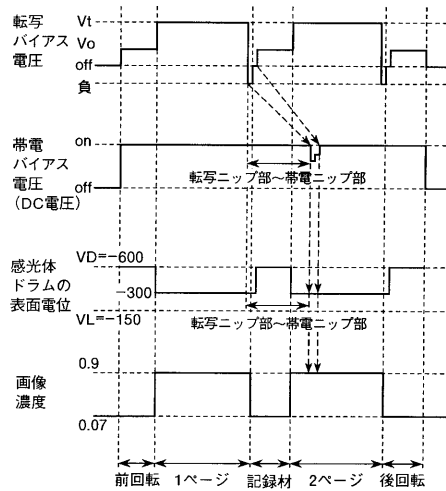 転写
バイアス
電圧
Vt
Vo
off
負
帯電
バイアス
電圧
(DC電圧)
on
off
転写ニップ部～帯電ニップ部
感光体
ドラムの
表面電位
VD=−600
−300
VL=−150
転写ニップ部～帯電ニップ部
画像
濃度
0.9
0.07
前回転 1ページ 記録材 2ページ 後回転